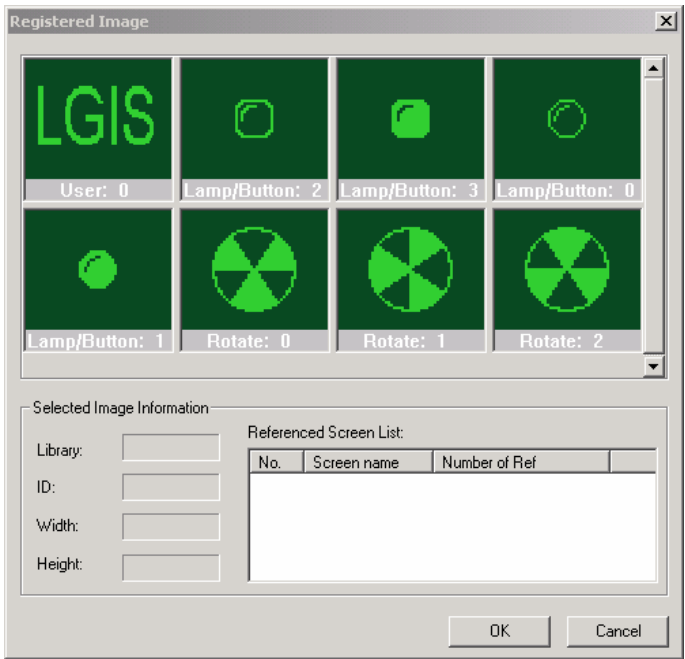 Registered Image
LGIS
User: 0
Lamp/Button: 2
Lamp/Button: 3
Lamp/Button: 0
Lamp/Button: 1
Rotate: 0
Rotate: 1
Rotate: 2
Selected Image Information
Library:
ID:
Width:
Height:
Referenced Screen List:
No. Screen name Number of Ref
OK Cancel